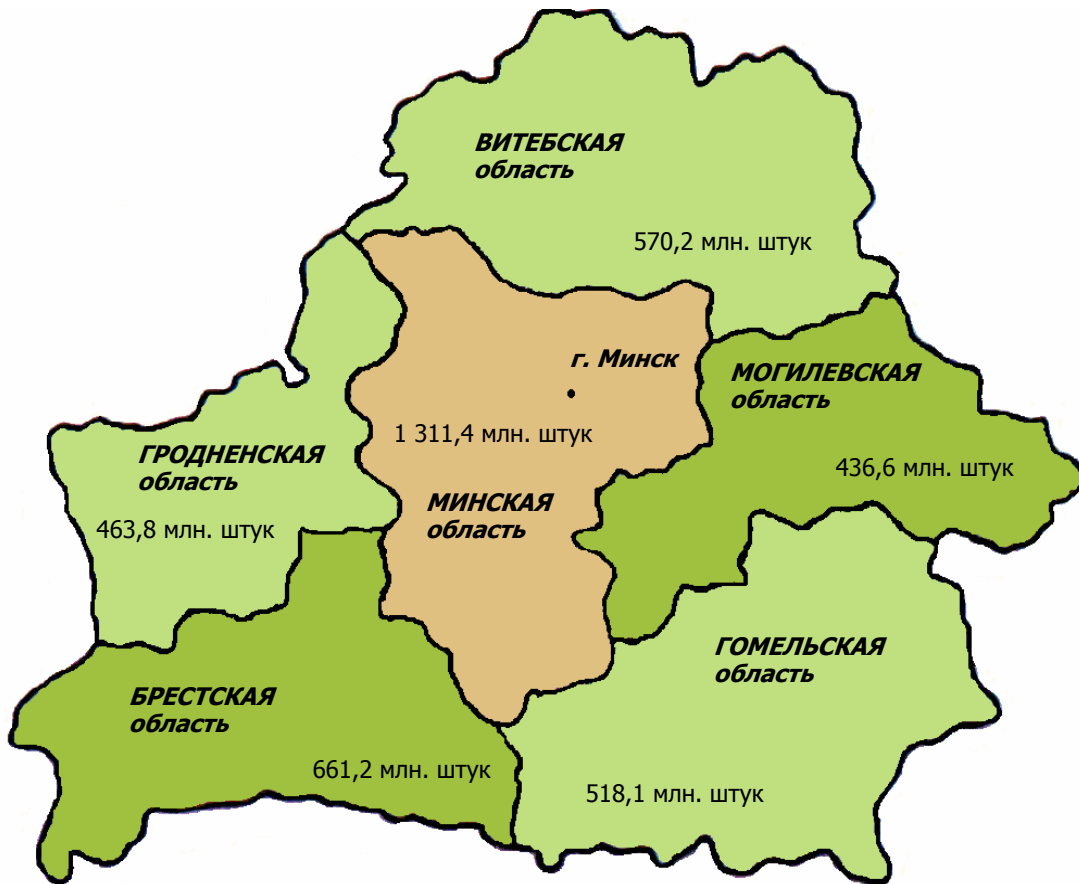 ВИТЕБСКАЯ
область
570,2 млн. штук
г. Минск
МОГИЛЕВСКАЯ
область
1 311,4 млн. штук
ГРОДНЕНСКАЯ
область
436,6 млн. штук
МИНСКАЯ
область
463,8 млн. штук
ГОМЕЛЬСКАЯ
область
БРЕСТСКАЯ
область
661,2 млн. штук
518,1 млн. штук